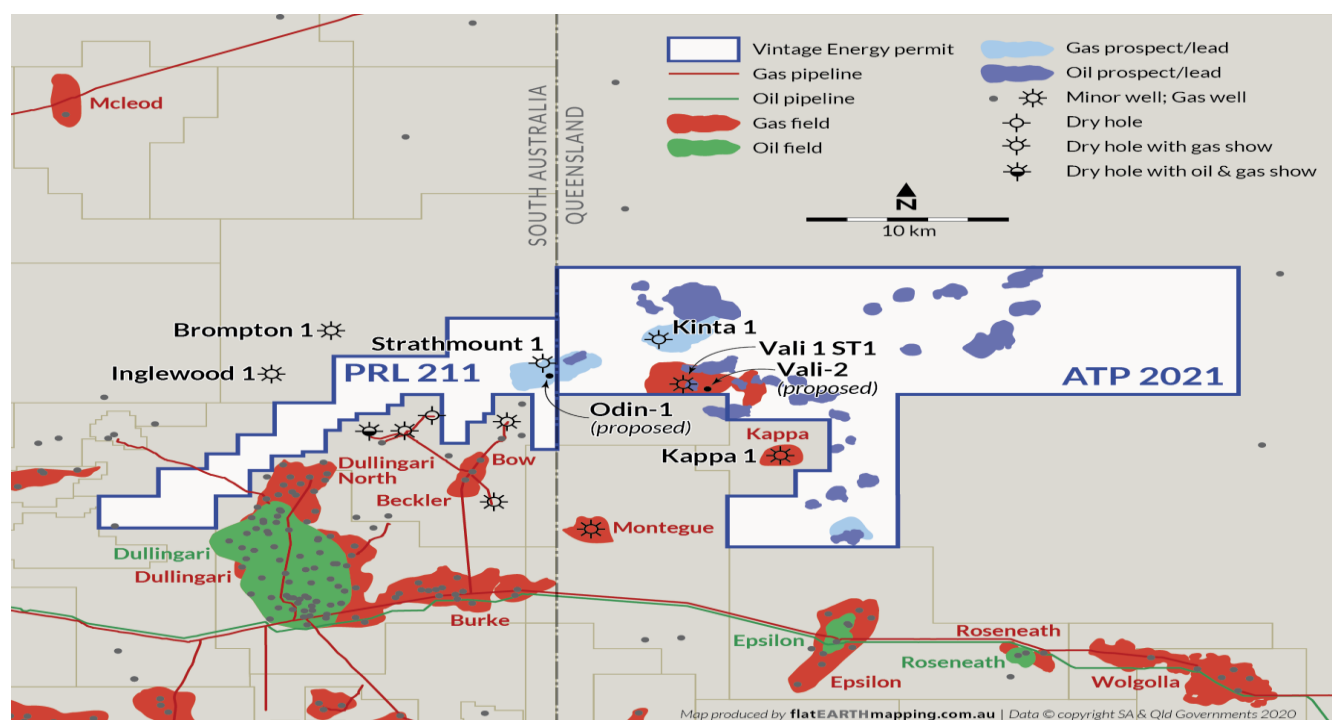 Vintage Energy permit
Gas pipeline
Oil pipeline
Gas field
Oil field
Gas prospect/lead
Oil prospect/lead
Minor well; Gas well
Dry hole
Dry hole with gas show
Dry hole with oil & gas show
Mcleod
SOUTH AUSTRALIA
QUEENSLAND
N
10 km
Brompton 1
Strathmount 1
Kinta 1
Inglewood 1
PRL 211
Vali 1 ST1
Vali-2
(proposed)
ATP 2021
Odin-1
(proposed)
Kappa
Kappa 1
Dullingari
North
Bow
Beckler
Montegue
Dullingari
Dullingari
Burke
Epsilon
Epsilon
Roseneath
Roseneath
Wolgolla
Map produced by flatEARTHmapping.com.au | Data © copyright SA & Qld Governments 2020